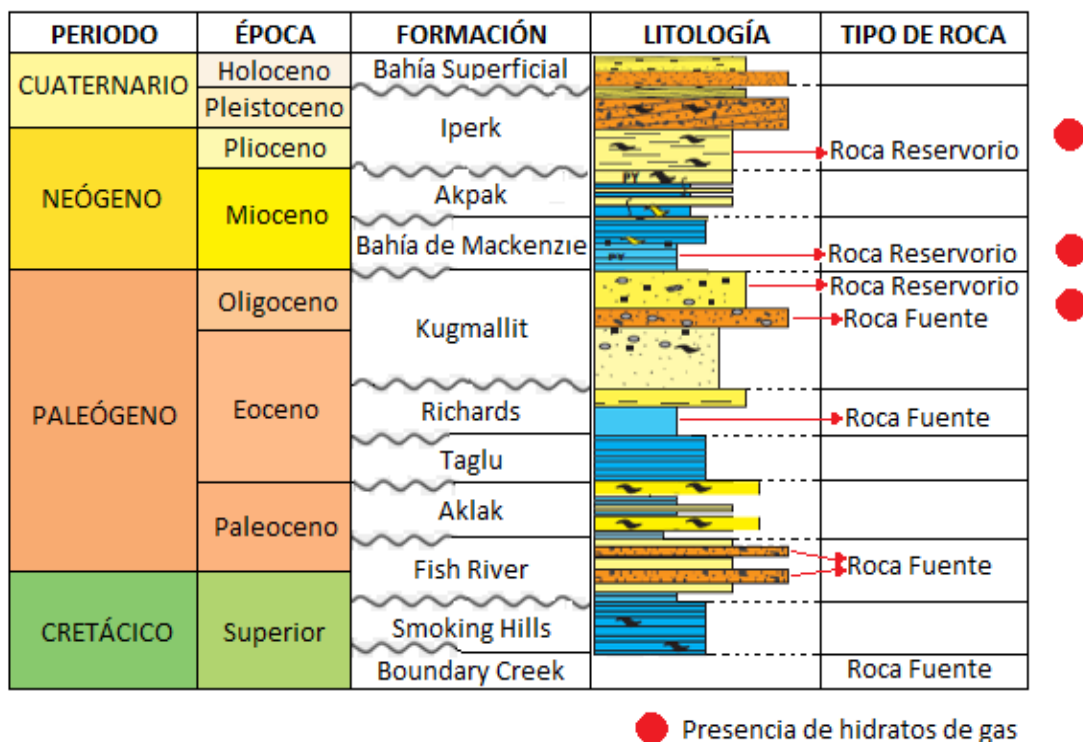 PERIODO ÉPOCA FORMACIÓN LITOLOGÍA TIPO DE ROCA
CUATERNARIO
Holoceno
Bahía Superficial
Pleistoceno
Iperk
NEÓGENO
Plioceno
Roca Reservorio
Mioceno
Akpak
Bahía de Mackenzie
Roca Reservorio
PALEÓGENO
Oligoceno
Kugmallit
Roca Reservorio
Roca Fuente
Eoceno
Richards
Roca Fuente
Taglu
Paleoceno
Aklak
Fish River
Roca Fuente
CRETÁCICO
Superior
Smoking Hills
Boundary Creek
Roca Fuente
Presencia de hidratos de gas